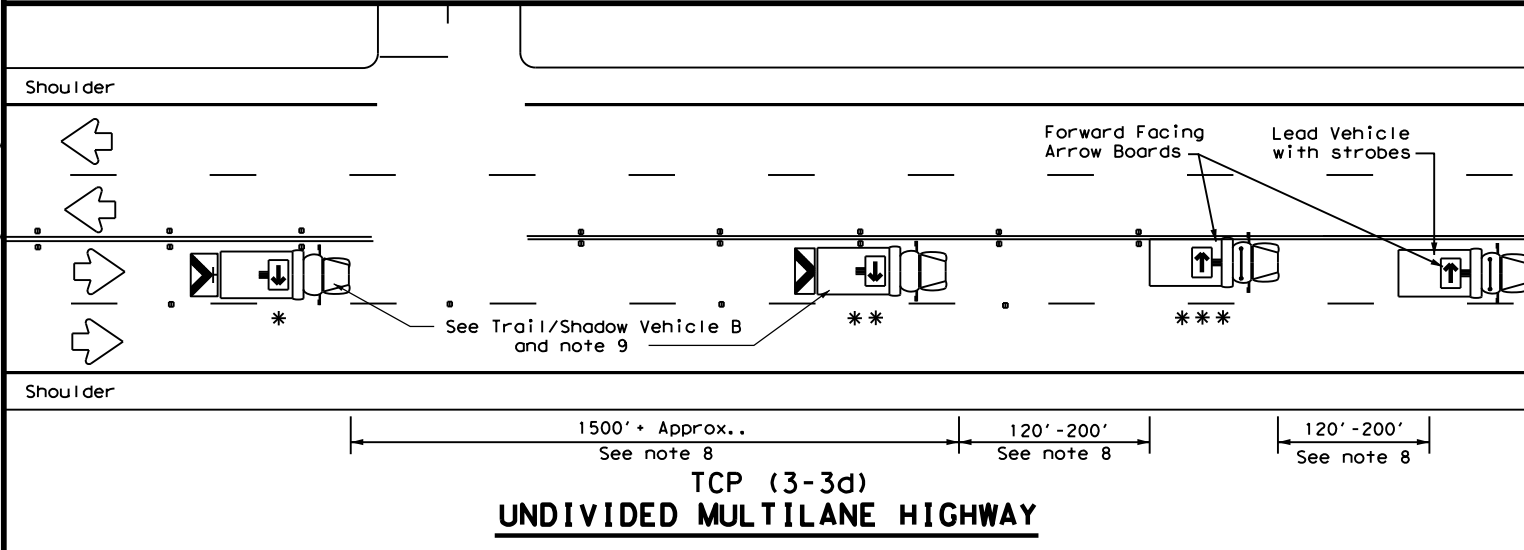 Shoulder
Forward Facing
Arrow Boards
Lead Vehicle
with strobes
*
**
***
See Trail/Shadow Vehicle B
and note 9
Shoulder
1500'+ Approx..
See note 8
120'-200'
See note 8
120'-200'
See note 8
TCP (3-3d)
UNDIVIDED MULTILANE HIGHWAY